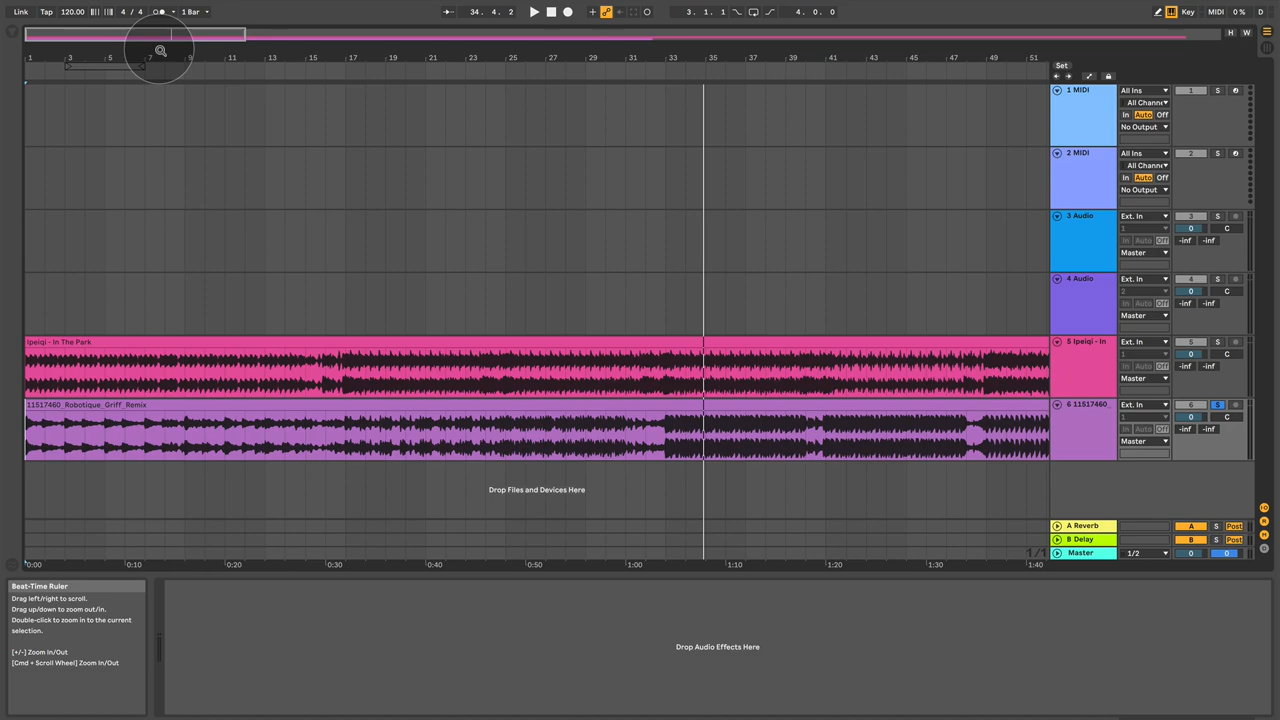 Link Tap 120.00 4 / 4 1 Bar 34. 4. 2 3. 1. 1 4. 0. 0 Key MIDI 0 % D
H W
1 3 5 7 9 11 13 15 17 19 21 23 25 27 29 31 33 35 37 39 41 43 45 47 49 51
Set
1 MIDI All Ins 1 S
All Channe
In Auto Off
No Output
2 MIDI All Ins 2 S
All Channe
In Auto Off
No Output
3 Audio Ext. In 3 S
1 0 C
In Auto Off -inf -inf
Master
4 Audio Ext. In 4 S
2 0 C
In Auto Off -inf -inf
Master
Ipeiqi - In The Park 5 Ipeiqi - In Ext. In 5 S
1 0 C
In Auto Off -inf -inf
Master
11517460_Robotique_Griff_Remix 6 11517460_ Ext. In 6 S
1 0 C
In Auto Off -inf -inf
Master
Drop Files and Devices Here
A Reverb A S Post
B Delay B S Post
1/1 Master 1/2 0 0
0:00 0:10 0:20 0:30 0:40 0:50 1:00 1:10 1:20 1:30 1:40
Beat-Time Ruler
Drag left/right to scroll.
Drag up/down to zoom out/in.
Double-click to zoom in to the current
selection.
[+/-] Zoom In/Out
[Cmd + Scroll Wheel] Zoom In/Out
Drop Audio Effects Here